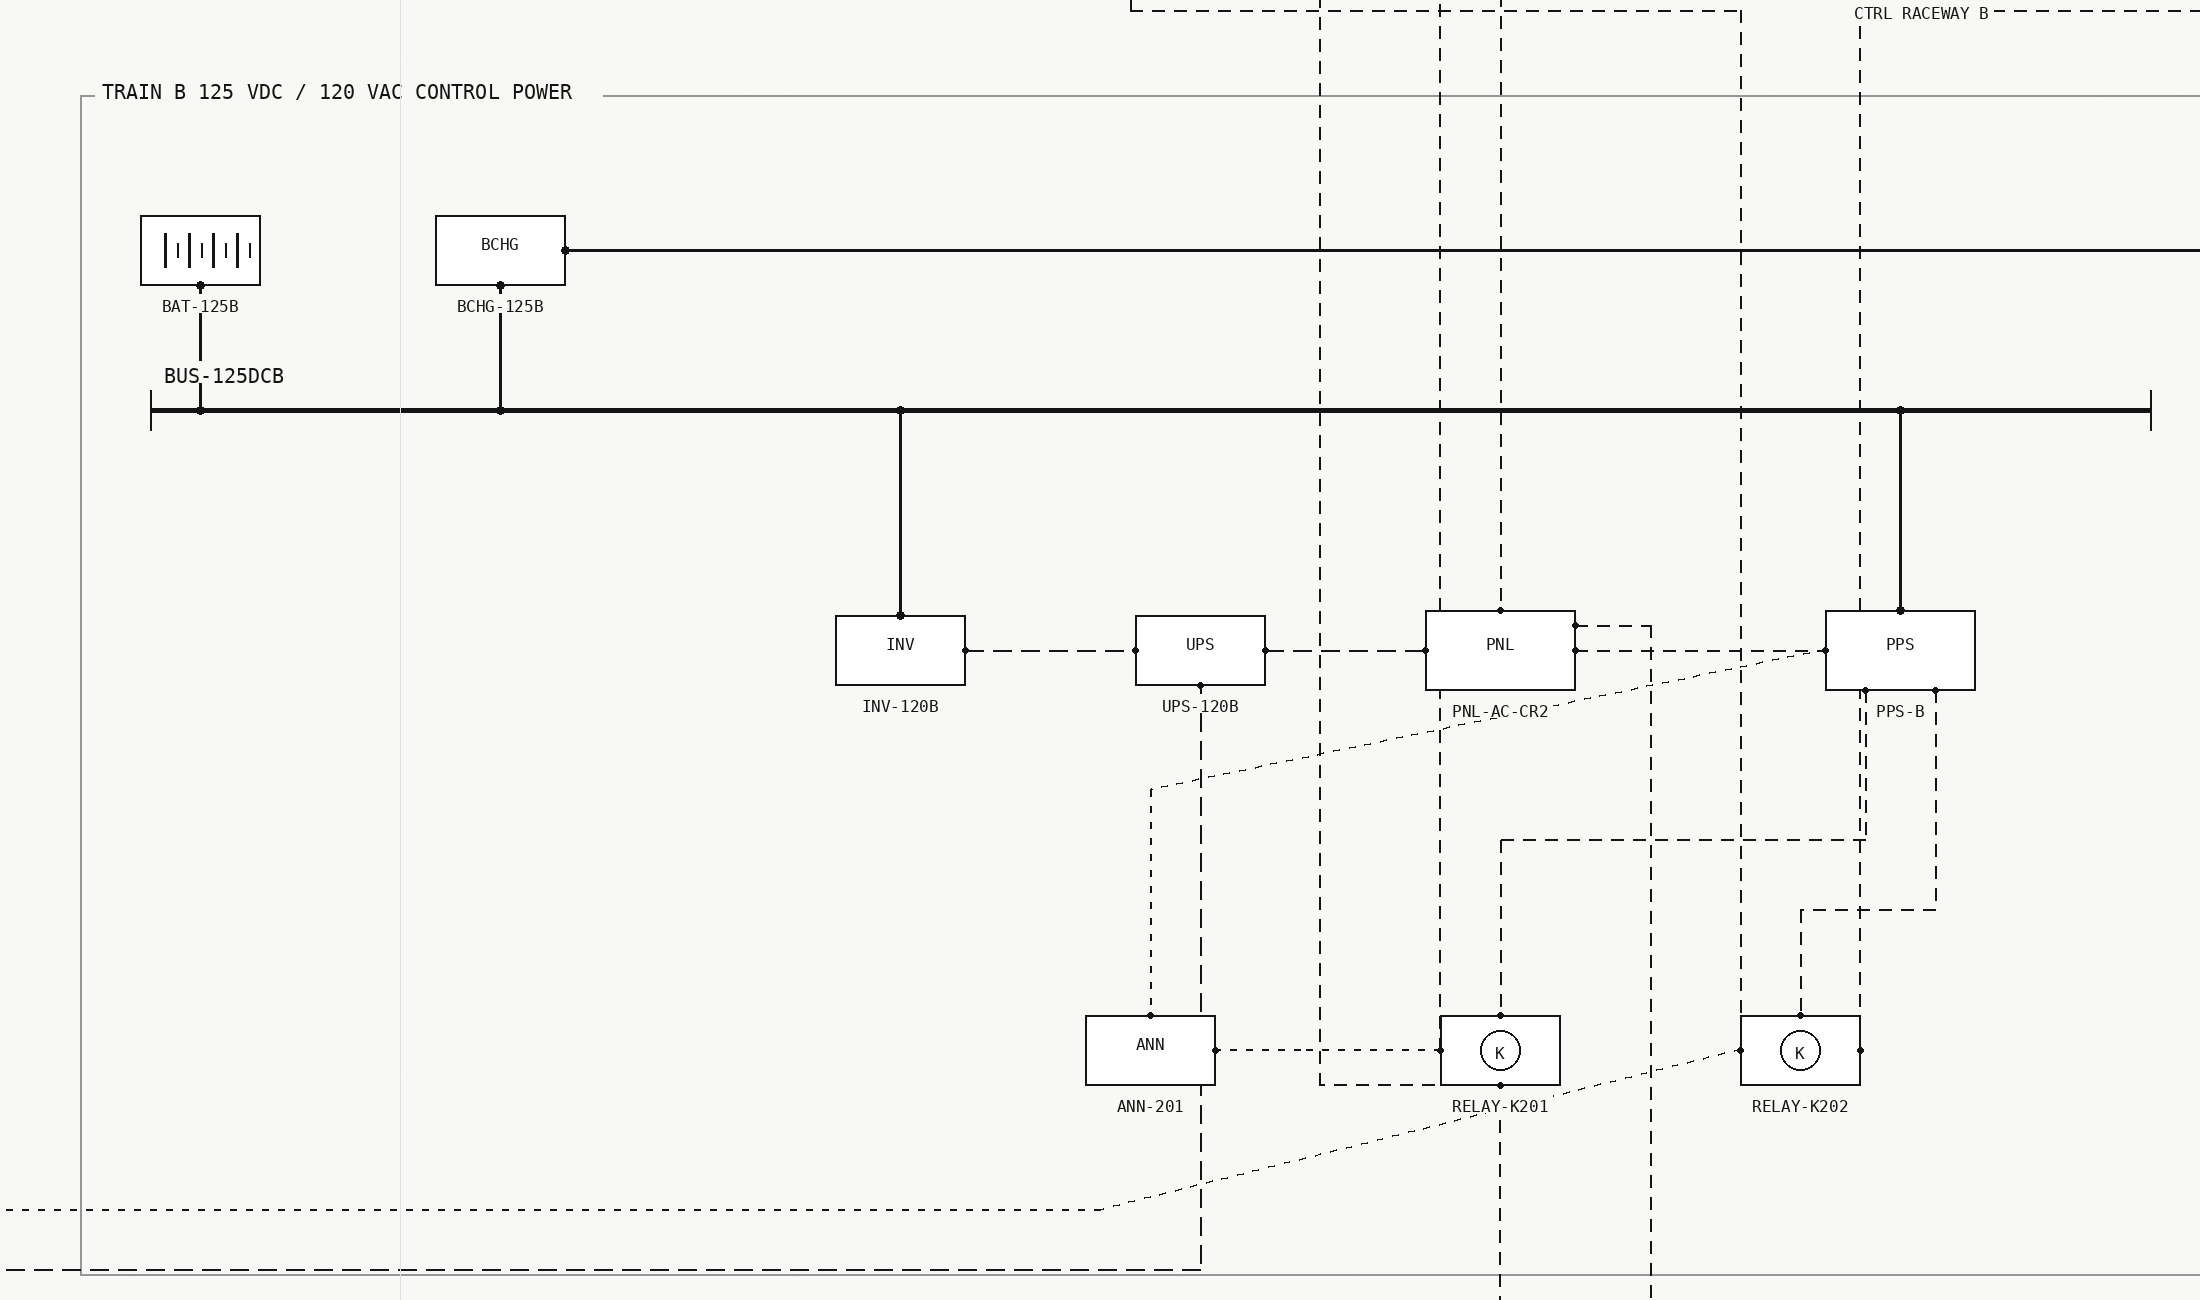 CTRL RACEWAY B
TRAIN B 125 VDC / 120 VAC CONTROL POWER
BCHG
BAT-125B
BCHG-125B
BUS-125DCB
INV
UPS
PNL
PPS
INV-120B
UPS-120B
PNL-AC-CR2
PPS-B
ANN
K
K
ANN-201
RELAY-K201
RELAY-K202